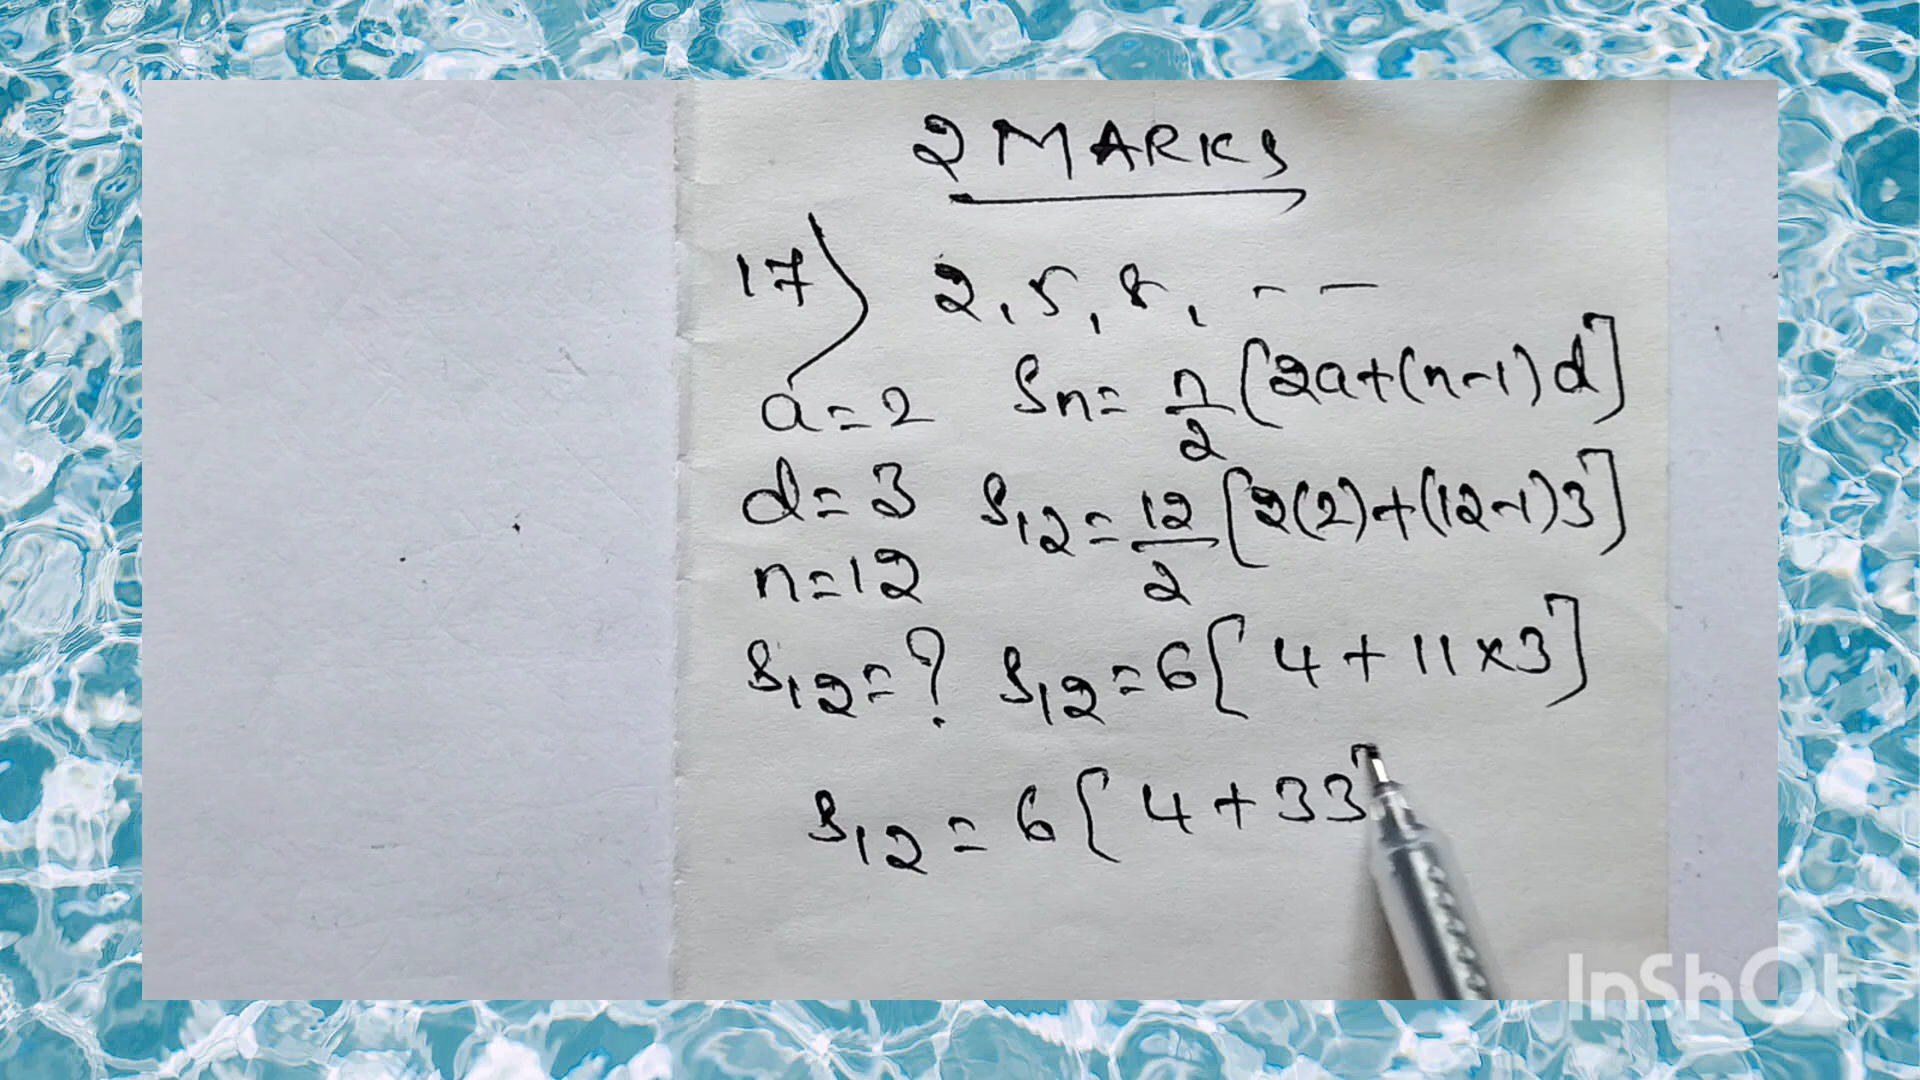 2 MARKS
17) 2, 5, 8, - -
a = 2 Sn = n/2 [2a+(n-1)d]
d = 3 S12 = 12/2 [2(2)+(12-1)3]
n = 12
S12 = ? S12 = 6[4+11×3]
S12 = 6[4+33]
InShOt